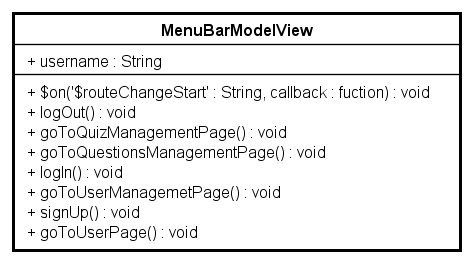 MenuBarModelView
+ username : String
+ $on('$routeChangeStart' : String, callback : fuction) : void
+ logOut() : void
+ goToQuizManagementPage() : void
+ goToQuestionsManagementPage() : void
+ logIn() : void
+ goToUserManagemetPage() : void
+ signUp() : void
+ goToUserPage() : void